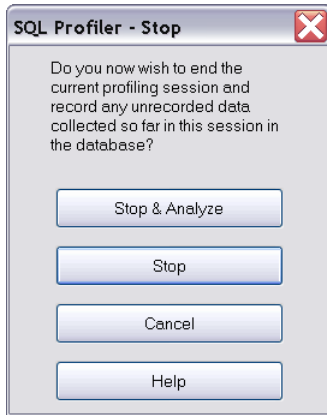 SQL Profiler - Stop
Do you now wish to end the
current profiling session and
record any unrecorded data
collected so far in this session in
the database?
Stop & Analyze
Stop
Cancel
Help